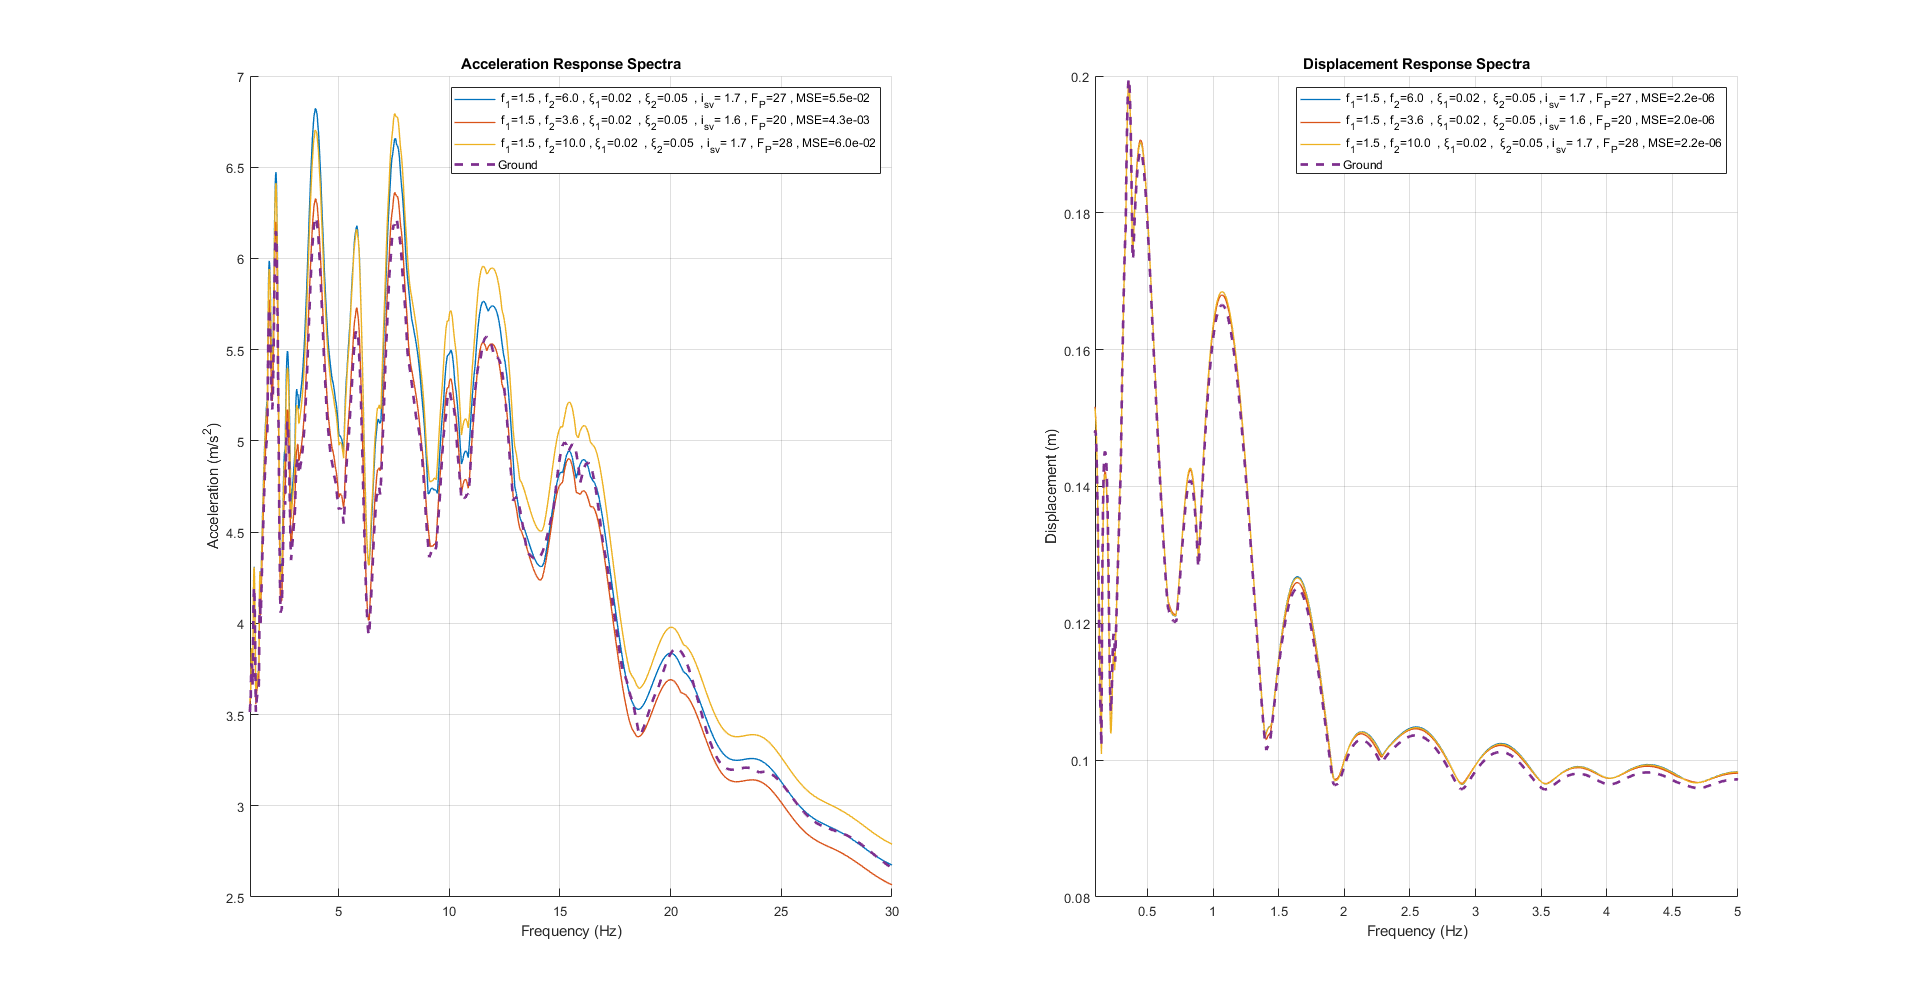 Acceleration Response Spectra
7
6.5
6
5.5
5
4.5
4
3.5
3
2.5
Acceleration (m/s²)
f₁=1.5 , f₂=6.0 , ξ₁=0.02 , ξ₂=0.05 , iₛᵥ= 1.7 , F_P=27 , MSE=5.5e-02
f₁=1.5 , f₂=3.6 , ξ₁=0.02 , ξ₂=0.05 , iₛᵥ= 1.6 , F_P=20 , MSE=4.3e-03
f₁=1.5 , f₂=10.0 , ξ₁=0.02 , ξ₂=0.05 , iₛᵥ= 1.7 , F_P=28 , MSE=6.0e-02
Ground
5 10 15 20 25 30
Frequency (Hz)
Displacement Response Spectra
0.2
0.18
0.16
0.14
0.12
0.1
0.08
Displacement (m)
f₁=1.5 , f₂=6.0 , ξ₁=0.02 , ξ₂=0.05 , iₛᵥ= 1.7 , F_P=27 , MSE=2.2e-06
f₁=1.5 , f₂=3.6 , ξ₁=0.02 , ξ₂=0.05 , iₛᵥ= 1.6 , F_P=20 , MSE=2.0e-06
f₁=1.5 , f₂=10.0 , ξ₁=0.02 , ξ₂=0.05 , iₛᵥ= 1.7 , F_P=28 , MSE=2.2e-06
Ground
0.5 1 1.5 2 2.5 3 3.5 4 4.5 5
Frequency (Hz)